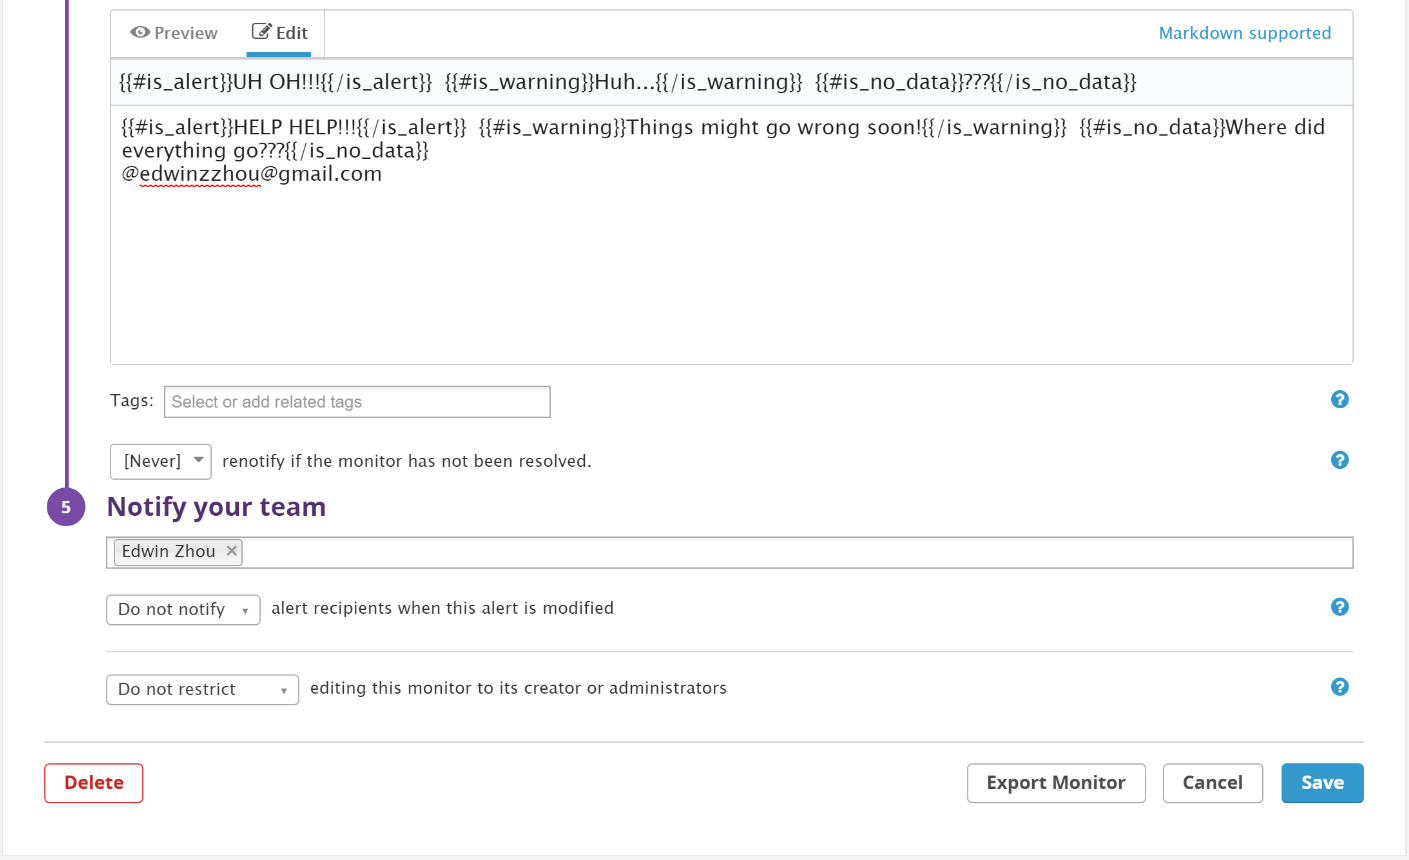 Preview Edit Markdown supported
{{#is_alert}}UH OH!!!{{/is_alert}} {{#is_warning}}Huh...{{/is_warning}} {{#is_no_data}}???{{/is_no_data}}
{{#is_alert}}HELP HELP!!!{{/is_alert}} {{#is_warning}}Things might go wrong soon!{{/is_warning}} {{#is_no_data}}Where did
everything go???{{/is_no_data}}
@edwinzzhou@gmail.com
Tags: Select or add related tags ?
[Never] renotify if the monitor has not been resolved. ?
5 Notify your team
Edwin Zhou ×
Do not notify alert recipients when this alert is modified ?
Do not restrict editing this monitor to its creator or administrators ?
Delete Export Monitor Cancel Save